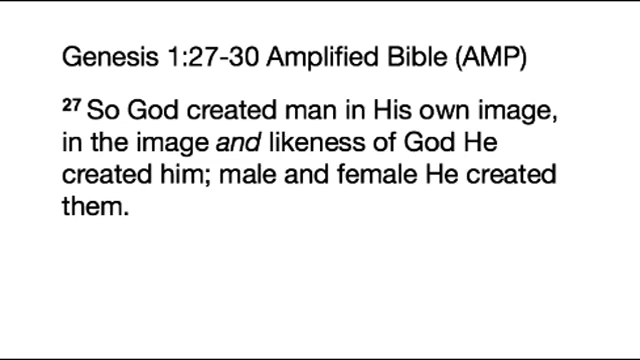 Genesis 1:27-30 Amplified Bible (AMP)
27 So God created man in His own image,
in the image and likeness of God He
created him; male and female He created
them.